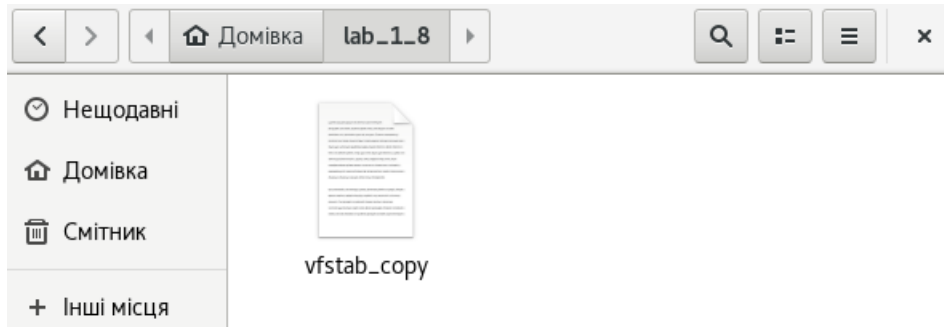 Домівка lab_1_8
Нещодавні
Домівка
Смітник
Інші місця
vfstab_copy